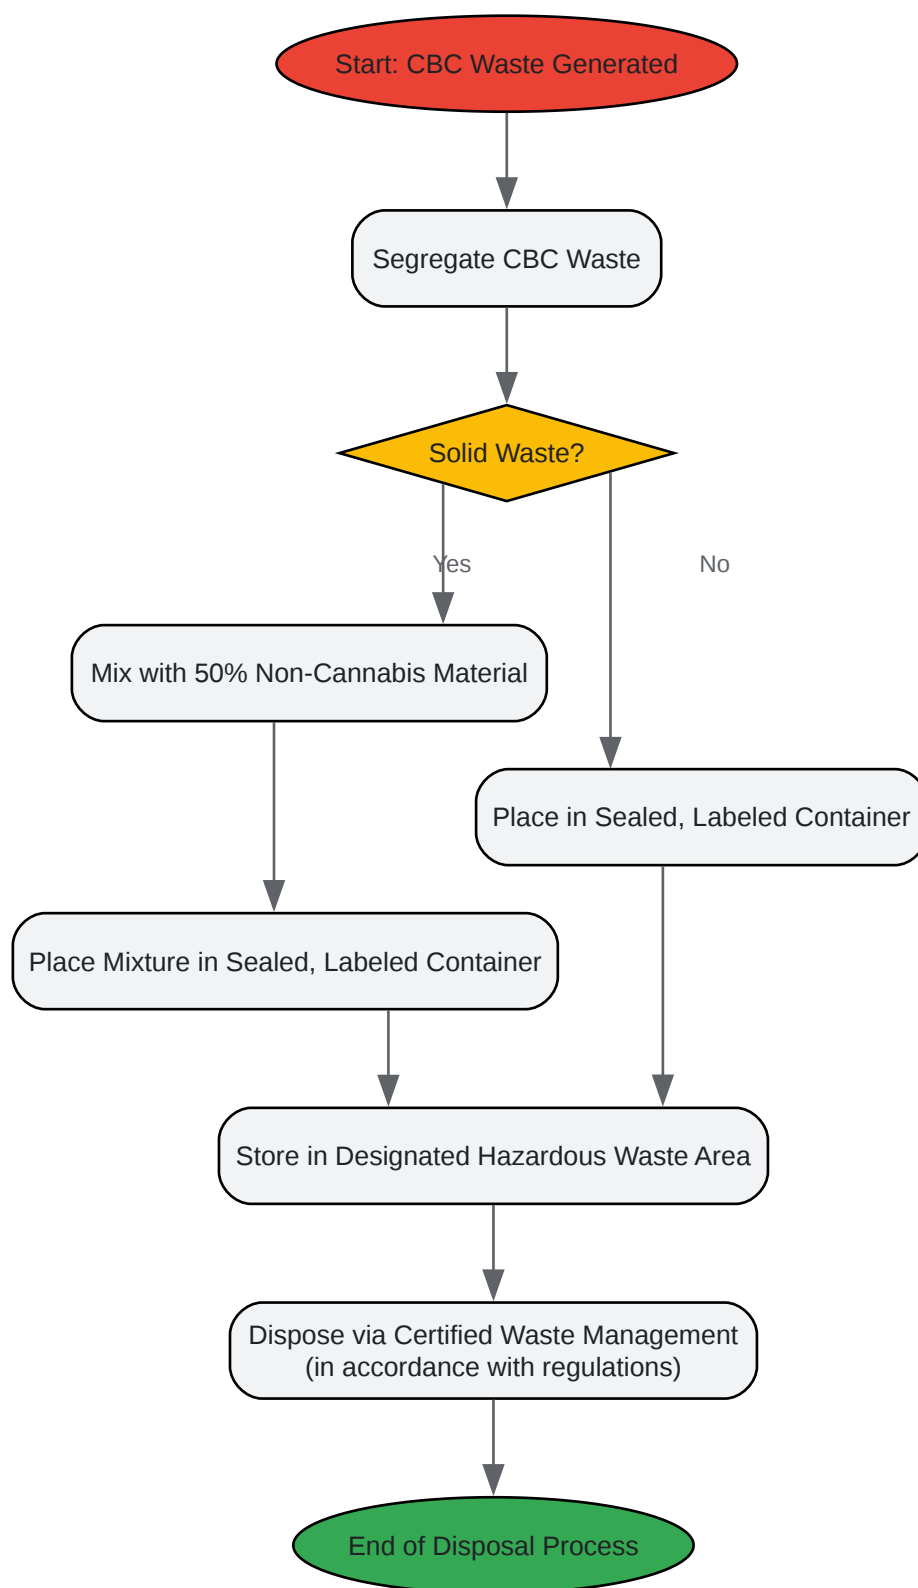 Start: CBC Waste Generated
Segregate CBC Waste
Solid Waste?
Yes
No
Mix with 50% Non-Cannabis Material
Place in Sealed, Labeled Container
Place Mixture in Sealed, Labeled Container
Store in Designated Hazardous Waste Area
Dispose via Certified Waste Management
(in accordance with regulations)
End of Disposal Process